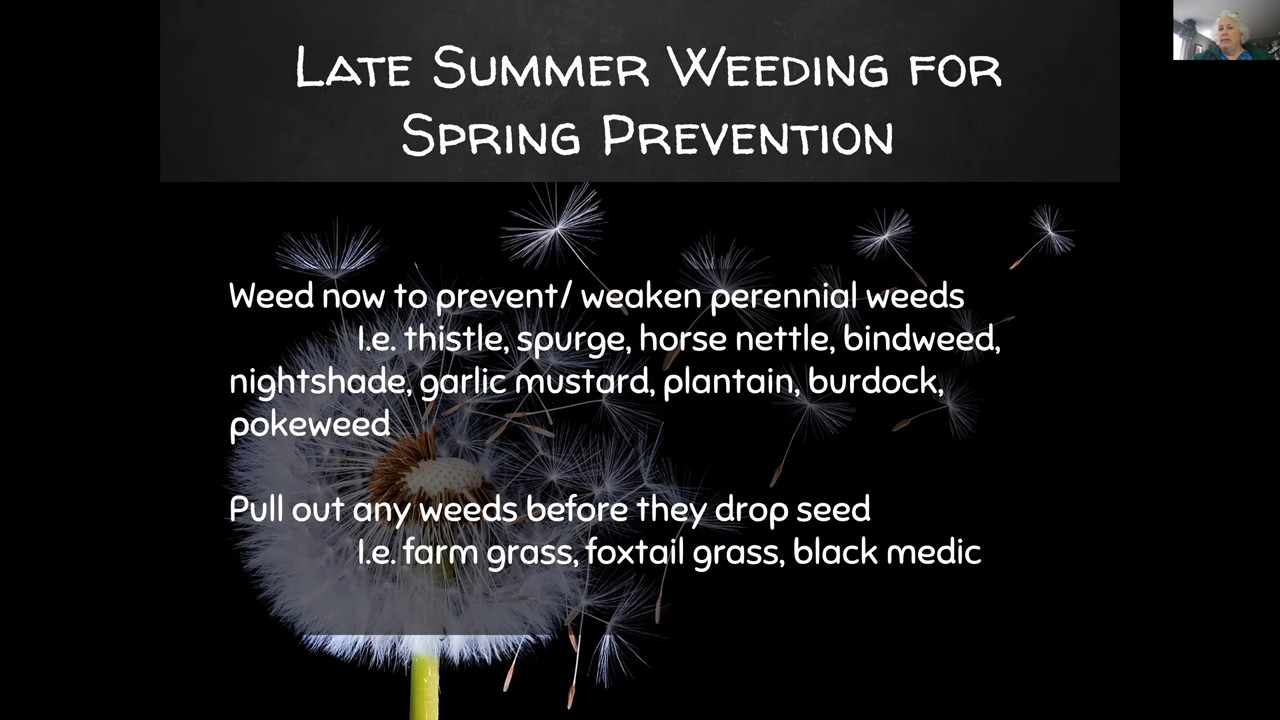 Late Summer Weeding for
Spring Prevention
Weed now to prevent/ weaken perennial weeds
I.e. thistle, spurge, horse nettle, bindweed,
nightshade, garlic mustard, plantain, burdock,
pokeweed
Pull out any weeds before they drop seed
I.e. farm grass, foxtail grass, black medic